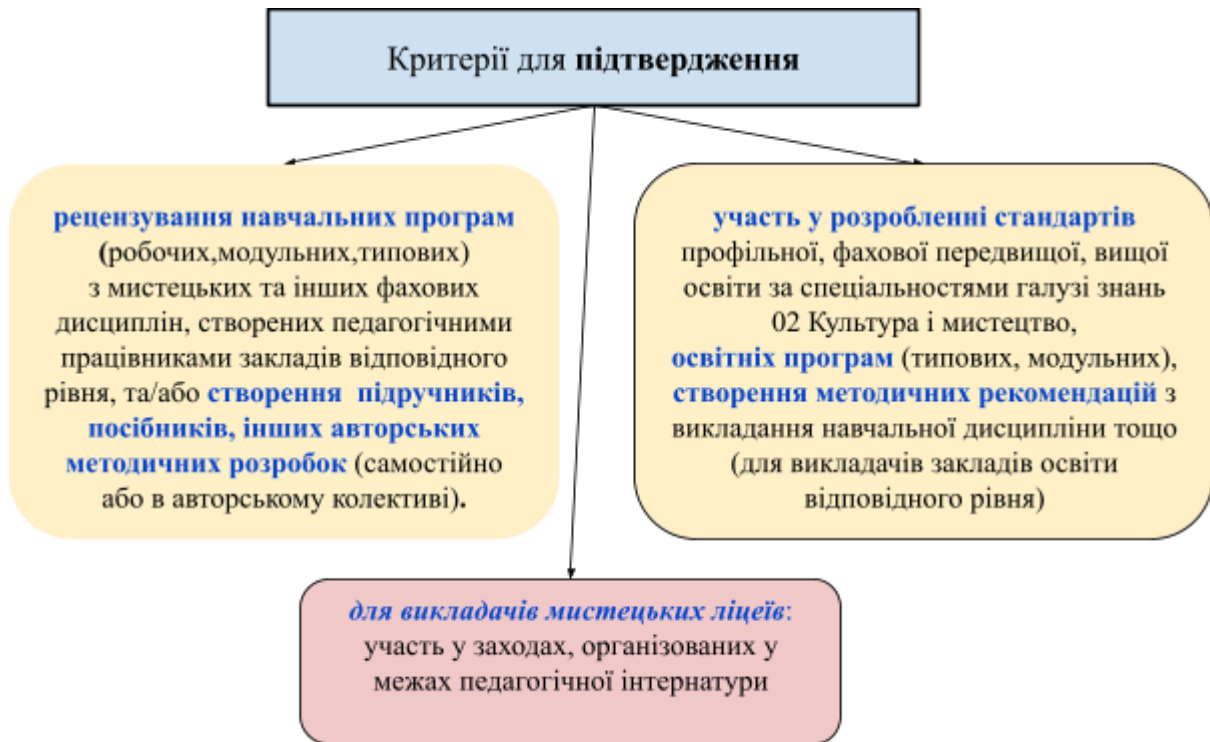 Критерії для підтвердження
рецензування навчальних програм
(робочих,модульних,типових)
з мистецьких та інших фахових
дисциплін, створених педагогічними
працівниками закладів відповідного
рівня, та/або створення підручників,
посібників, інших авторських
методичних розробок (самостійно
або в авторському колективі).
участь у розробленні стандартів
профільної, фахової передвищої, вищої
освіти за спеціальностями галузі знань
02 Культура і мистецтво,
освітніх програм (типових, модульних),
створення методичних рекомендацій з
викладання навчальної дисципліни тощо
(для викладачів закладів освіти
відповідного рівня)
для викладачів мистецьких ліцеїв:
участь у заходах, організованих у
межах педагогічної інтернатури